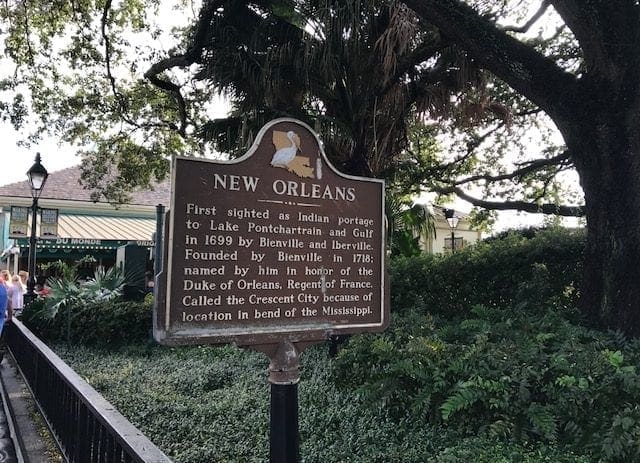 NEW ORLEANS
First sighted as Indian portage
to Lake Pontchartrain and Gulf
in 1699 by Bienville and Iberville.
Founded by Bienville in 1718;
named by him in honor of the
Duke of Orleans, Regent of France.
Called the Crescent City because of
location in bend of the Mississippi.
DU MONDE